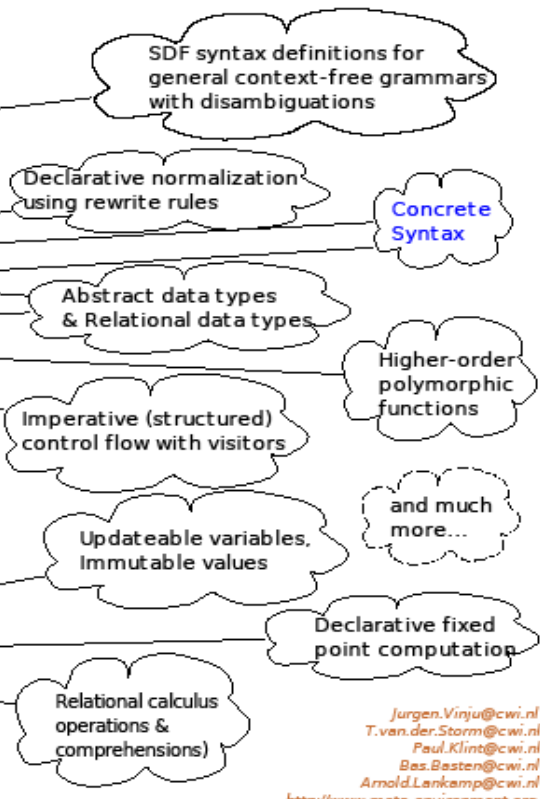 SDF syntax definitions for
general context-free grammars
with disambiguations
Declarative normalization
using rewrite rules
Concrete
Syntax
Abstract data types
& Relational data types
Higher-order
polymorphic
functions
Imperative (structured)
control flow with visitors
and much
more...
Updateable variables,
Immutable values
Declarative fixed
point computation
Relational calculus
operations &
comprehensions)
Jurgen.Vinju@cwi.nl
T.van.der.Storm@cwi.nl
Paul.Klint@cwi.nl
Bas.Basten@cwi.nl
Arnold.Lankamp@cwi.nl